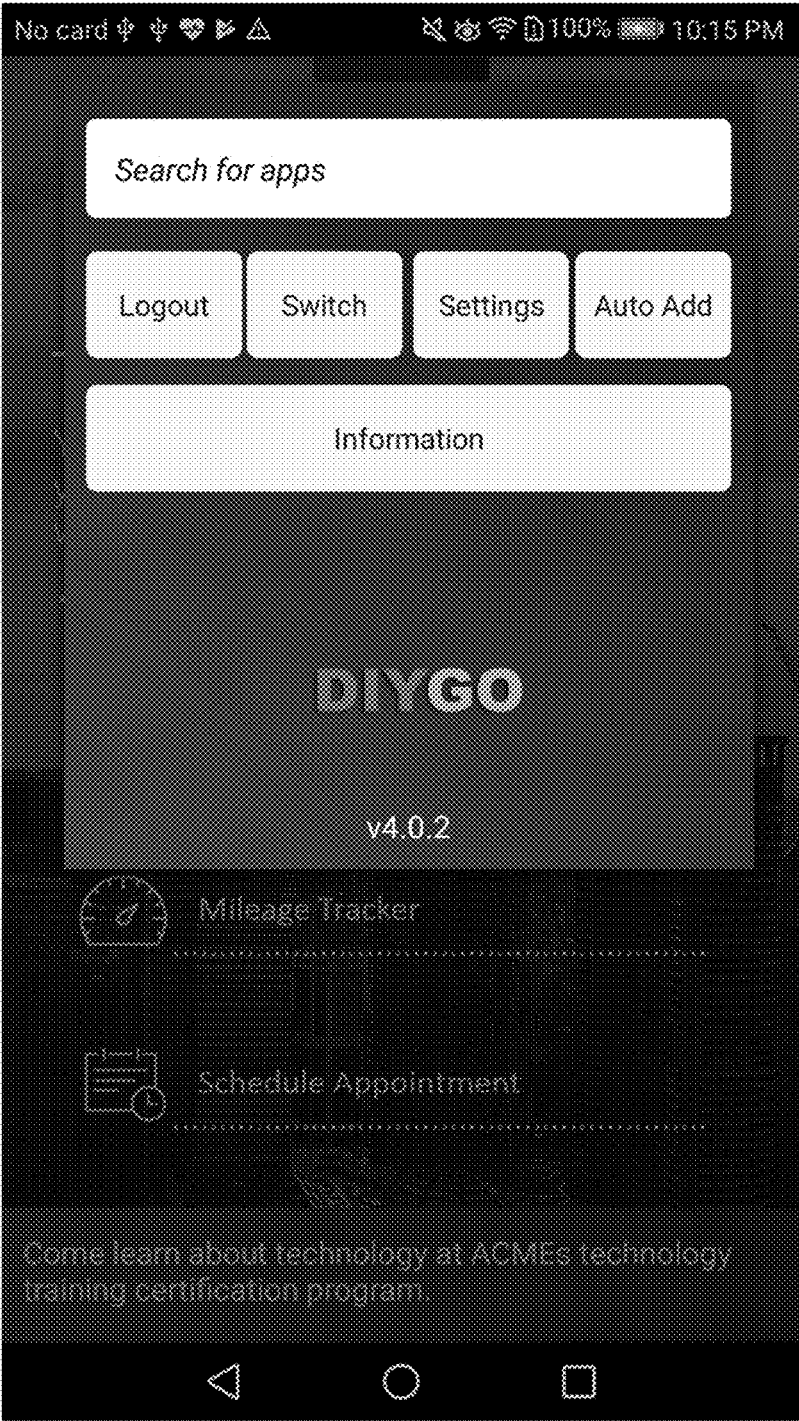 No card 100% 10:15 PM
Search for apps
Logout Switch Settings Auto Add
Information
DIYGO
v4.0.2
Mileage Tracker
Schedule Appointment
Come learn about technology at ACMEs technology
training certification program.